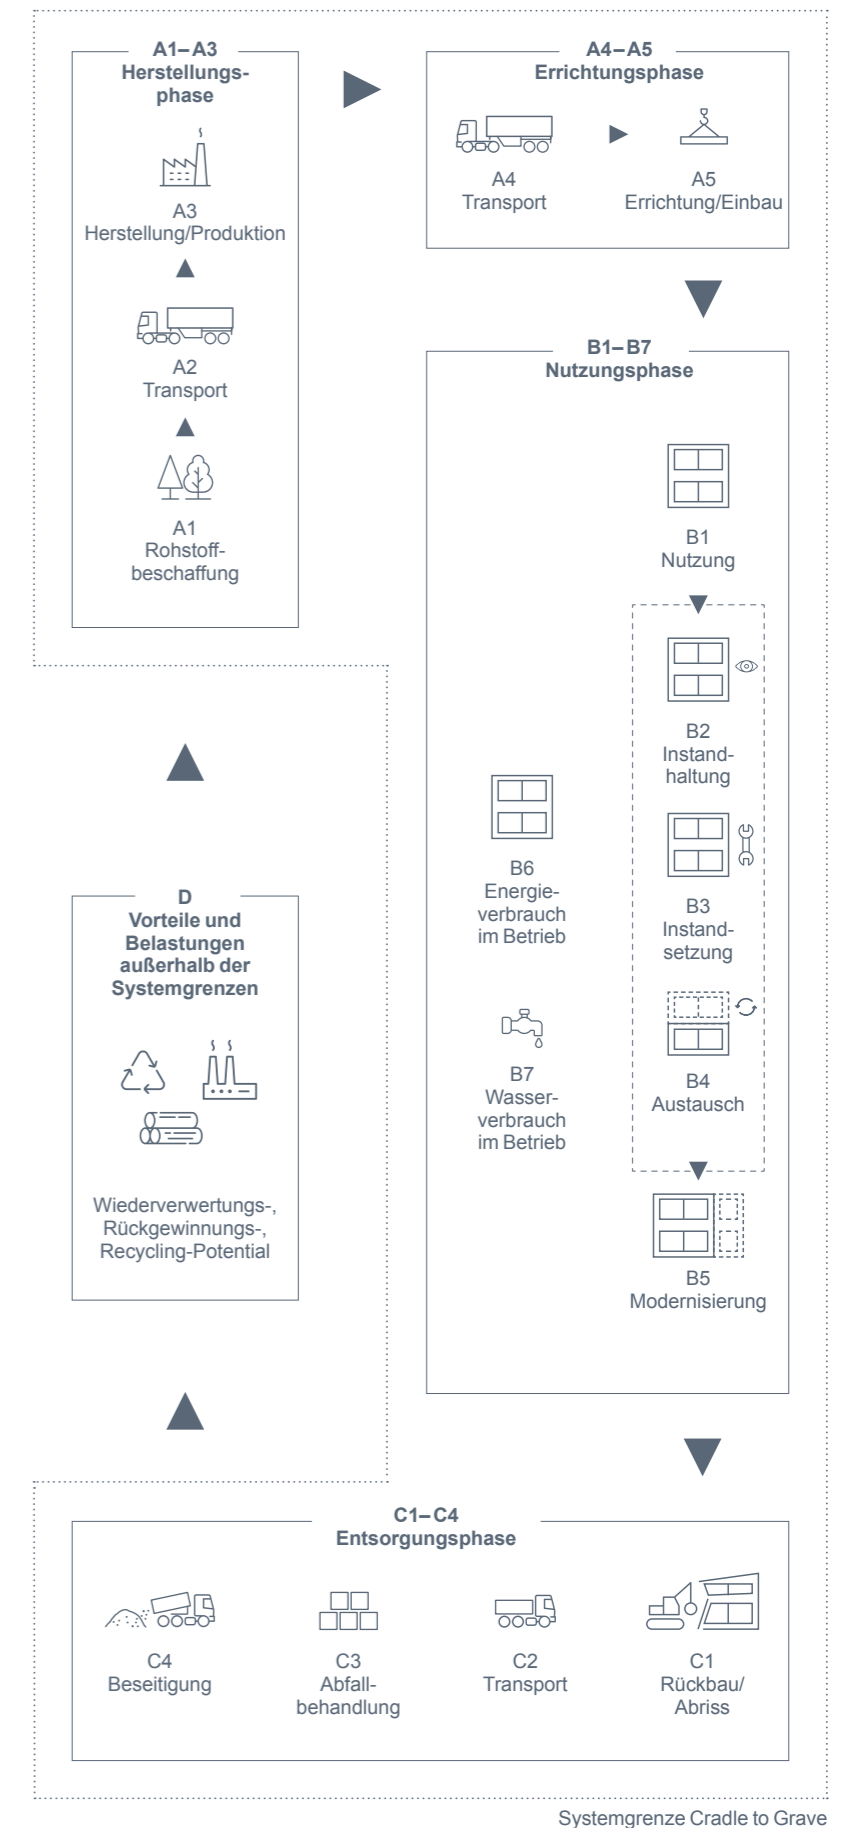 A1–A3
Herstellungs-
phase
A3
Herstellung/Produktion
A2
Transport
A1
Rohstoff-
beschaffung
A4–A5
Errichtungsphase
A4
Transport
A5
Errichtung/Einbau
B1–B7
Nutzungsphase
B1
Nutzung
B2
Instand-
haltung
B3
Instand-
setzung
B4
Austausch
B5
Modernisierung
B6
Energie-
verbrauch
im Betrieb
B7
Wasser-
verbrauch
im Betrieb
D
Vorteile und
Belastungen
außerhalb der
Systemgrenzen
Wiederverwertungs-,
Rückgewinnungs-,
Recycling-Potential
C1–C4
Entsorgungsphase
C4
Beseitigung
C3
Abfall-
behandlung
C2
Transport
C1
Rückbau/
Abriss
Systemgrenze Cradle to Grave